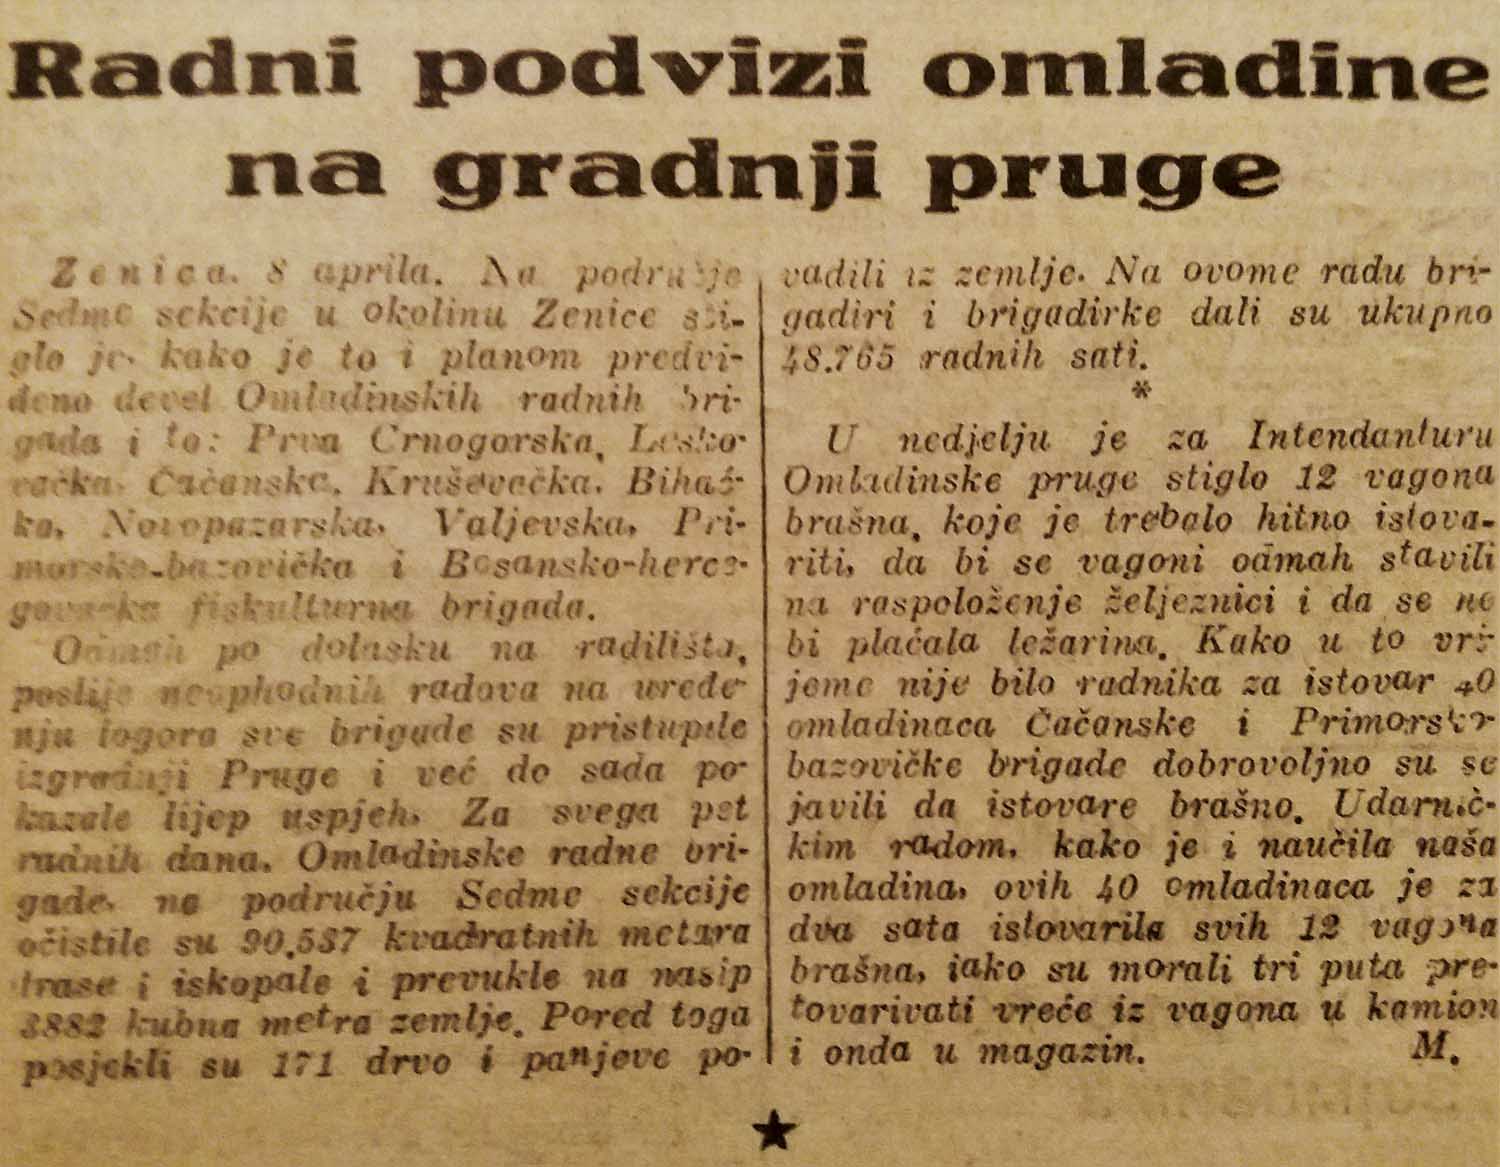 Radni podvizi omladine
na gradnji pruge
Zenica, 8 aprila. Na području
Sedme sekcije u okolinu Zenice sti-
glo je, kako je to i planom predvi-
đeno devet Omladinskih radnih bri-
gada i to: Prva Crnogorska, Lesko-
vačka, Čačanska, Kruševačka, Bihać-
ka, Novopazarska, Valjevska, Pri-
morsko-bazovička i Bosansko-herce-
govačka fiskulturna brigada.
Odmah po dolasku na radilište,
poslije neophodnih radova na uređe-
nju logora sve brigade su pristupile
izgradnji Pruge i već do sada po-
kazale lijep uspjeh. Za svega pet
radnih dana, Omladinske radne bri-
gade, na području Sedme sekcije
očistile su 90.537 kvadratnih metara
trase i iskopale i prevukle na nasip
3882 kubna metra zemlje. Pored toga
posjekli su 171 drvo i panjeve po-
vadili iz zemlje. Na ovome radu bri-
gadiri i brigadirke dali su ukupno
48.765 radnih sati.
*
U nedjelju je za Intendanturu
Omladinske pruge stiglo 12 vagona
brašna, koje je trebalo hitno istova-
riti, da bi se vagoni odmah stavili
na raspoloženje željeznici i da se ne
bi plaćala ležarina. Kako u to vri-
jeme nije bilo radnika za istovar 40
omladinaca Čačanske i Primorsko-
bazovičke brigade dobrovoljno su se
javili da istovare brašno. Udarnič-
kim radom, kako je i naučila naša
omladina, ovih 40 omladinaca je za
dva sata istovarila svih 12 vagona
brašna, iako su morali tri puta pre-
tovarivati vreće iz vagona u kamion
i onda u magazin. M.